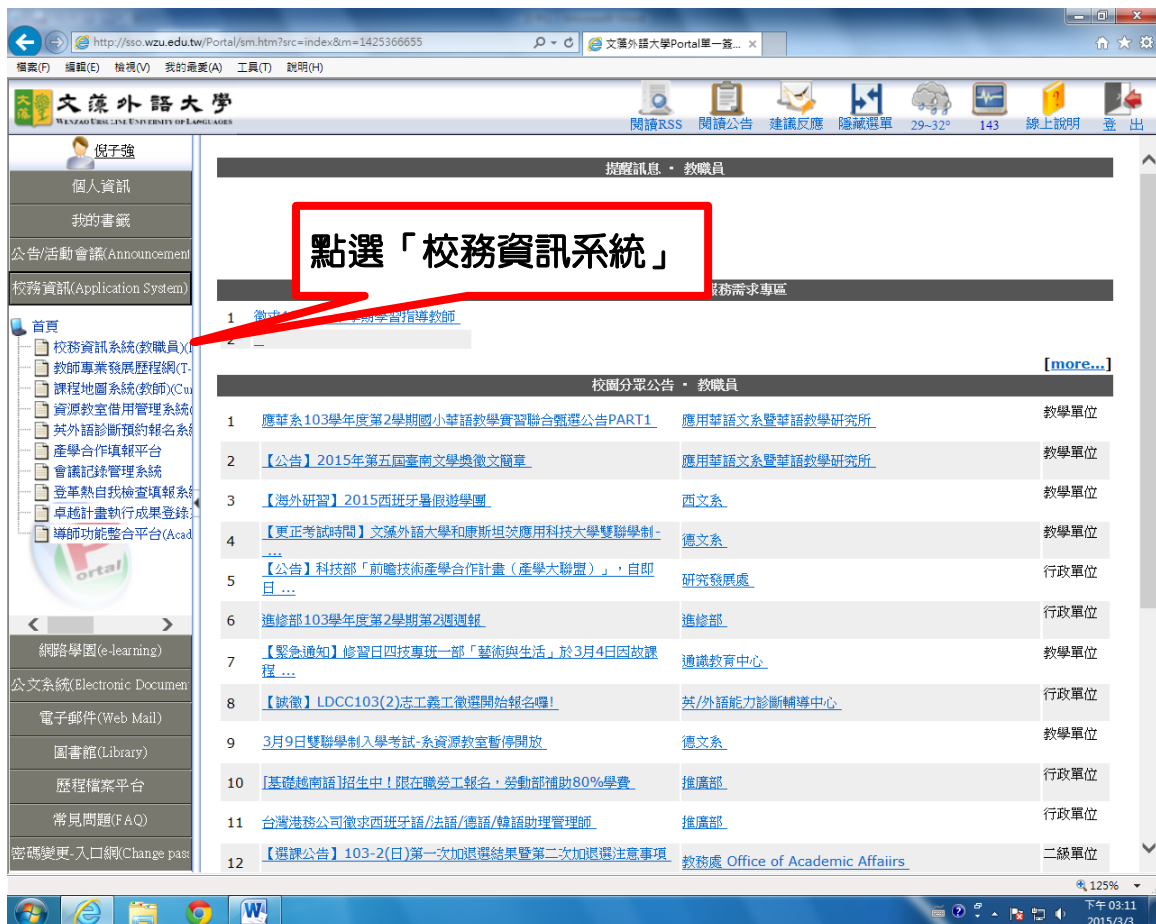 http://sso.wzu.edu.tw/Portal/sm.htm?src=index&m=1425366655
文藻外語大學Portal單一簽...
檔案(F) 編輯(E) 檢視(V) 我的最愛(A) 工具(T) 說明(H)
文藻外語大學
WENZAO URSULINE UNIVERSITY OF LANGUAGES
閱讀RSS 閱讀公告 建議反應 隱藏選單 29~32° 143 線上說明 登 出
倪子強
個人資訊
我的書籤
公告/活動會議(Announcement
校務資訊(Application System)
首頁
校務資訊系統(教職員)(I
教師專業發展歷程網(T-
課程地圖系統(教師)(Cu
資源教室借用管理系統(
英外語診斷預約報名系統
產學合作填報平台
會議記錄管理系統
登革熱自我檢查填報系統
卓越計畫執行成果登錄
導師功能整合平台(Acad
ortal
網路學園(e-learning)
公文系統(Electronic Documen
電子郵件(Web Mail)
圖書館(Library)
歷程檔案平台
常見問題(FAQ)
密碼變更-入口網(Change pass
提醒訊息 · 教職員
點選「校務資訊系統」
服務需求專區
1
學期學習指導教師
2
[more...]
校園分眾公告 · 教職員
1 應華系103學年度第2學期國小華語教學實習聯合甄選公告PART1 應用華語文系暨華語教學研究所 教學單位
2 【公告】2015年第五屆臺南文學獎徵文簡章 應用華語文系暨華語教學研究所 教學單位
3 【海外研習】2015西班牙暑假遊學團 西文系 教學單位
4 【更正考試時間】文藻外語大學和康斯坦茨應用科技大學雙聯學制- 德文系 教學單位
...
5 【公告】科技部「前瞻技術產學合作計畫（產學大聯盟）」，自即 研究發展處 行政單位
日 ...
6 進修部103學年度第2學期第2週週報 進修部 行政單位
7 【緊急通知】修習日四技專班一部「藝術與生活」於3月4日因故課 通識教育中心 教學單位
程 ...
8 【誠徵】LDCC103(2)志工義工徵選開始報名囉! 英/外語能力診斷輔導中心 行政單位
9 3月9日雙聯學制入學考試-系資源教室暫停開放 德文系 教學單位
10 [基礎越南語]招生中！限在職勞工報名，勞動部補助80%學費 推廣部 行政單位
11 台灣港務公司徵求西班牙語/法語/德語/韓語助理管理師 推廣部 行政單位
12 【選課公告】103-2(日)第一次加退選結果暨第二次加退選注意事項 教務處 Office of Academic Affaiirs 二級單位
125%
下午 03:11
2015/3/3